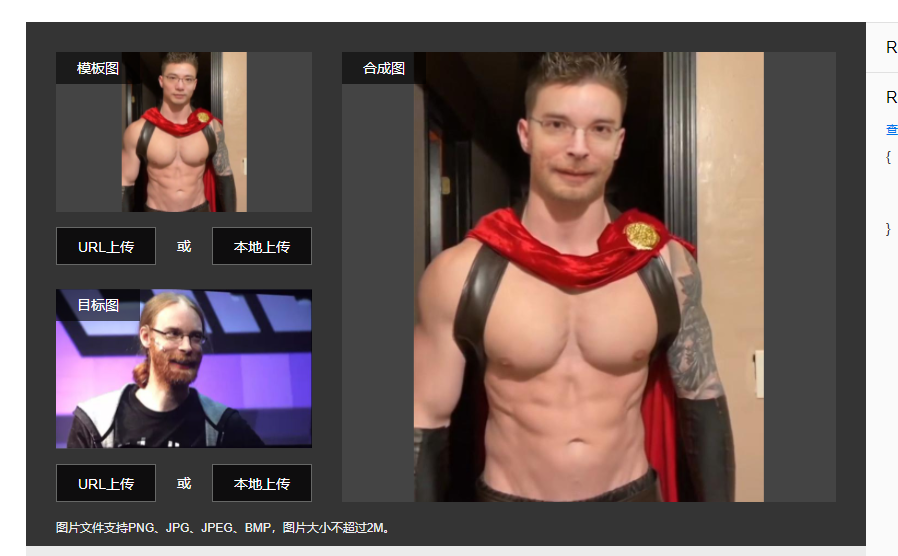 模板图
合成图
URL上传
或
本地上传
目标图
URL上传
或
本地上传
图片文件支持PNG、JPG、JPEG、BMP，图片大小不超过2M。
R
R
查
{
}